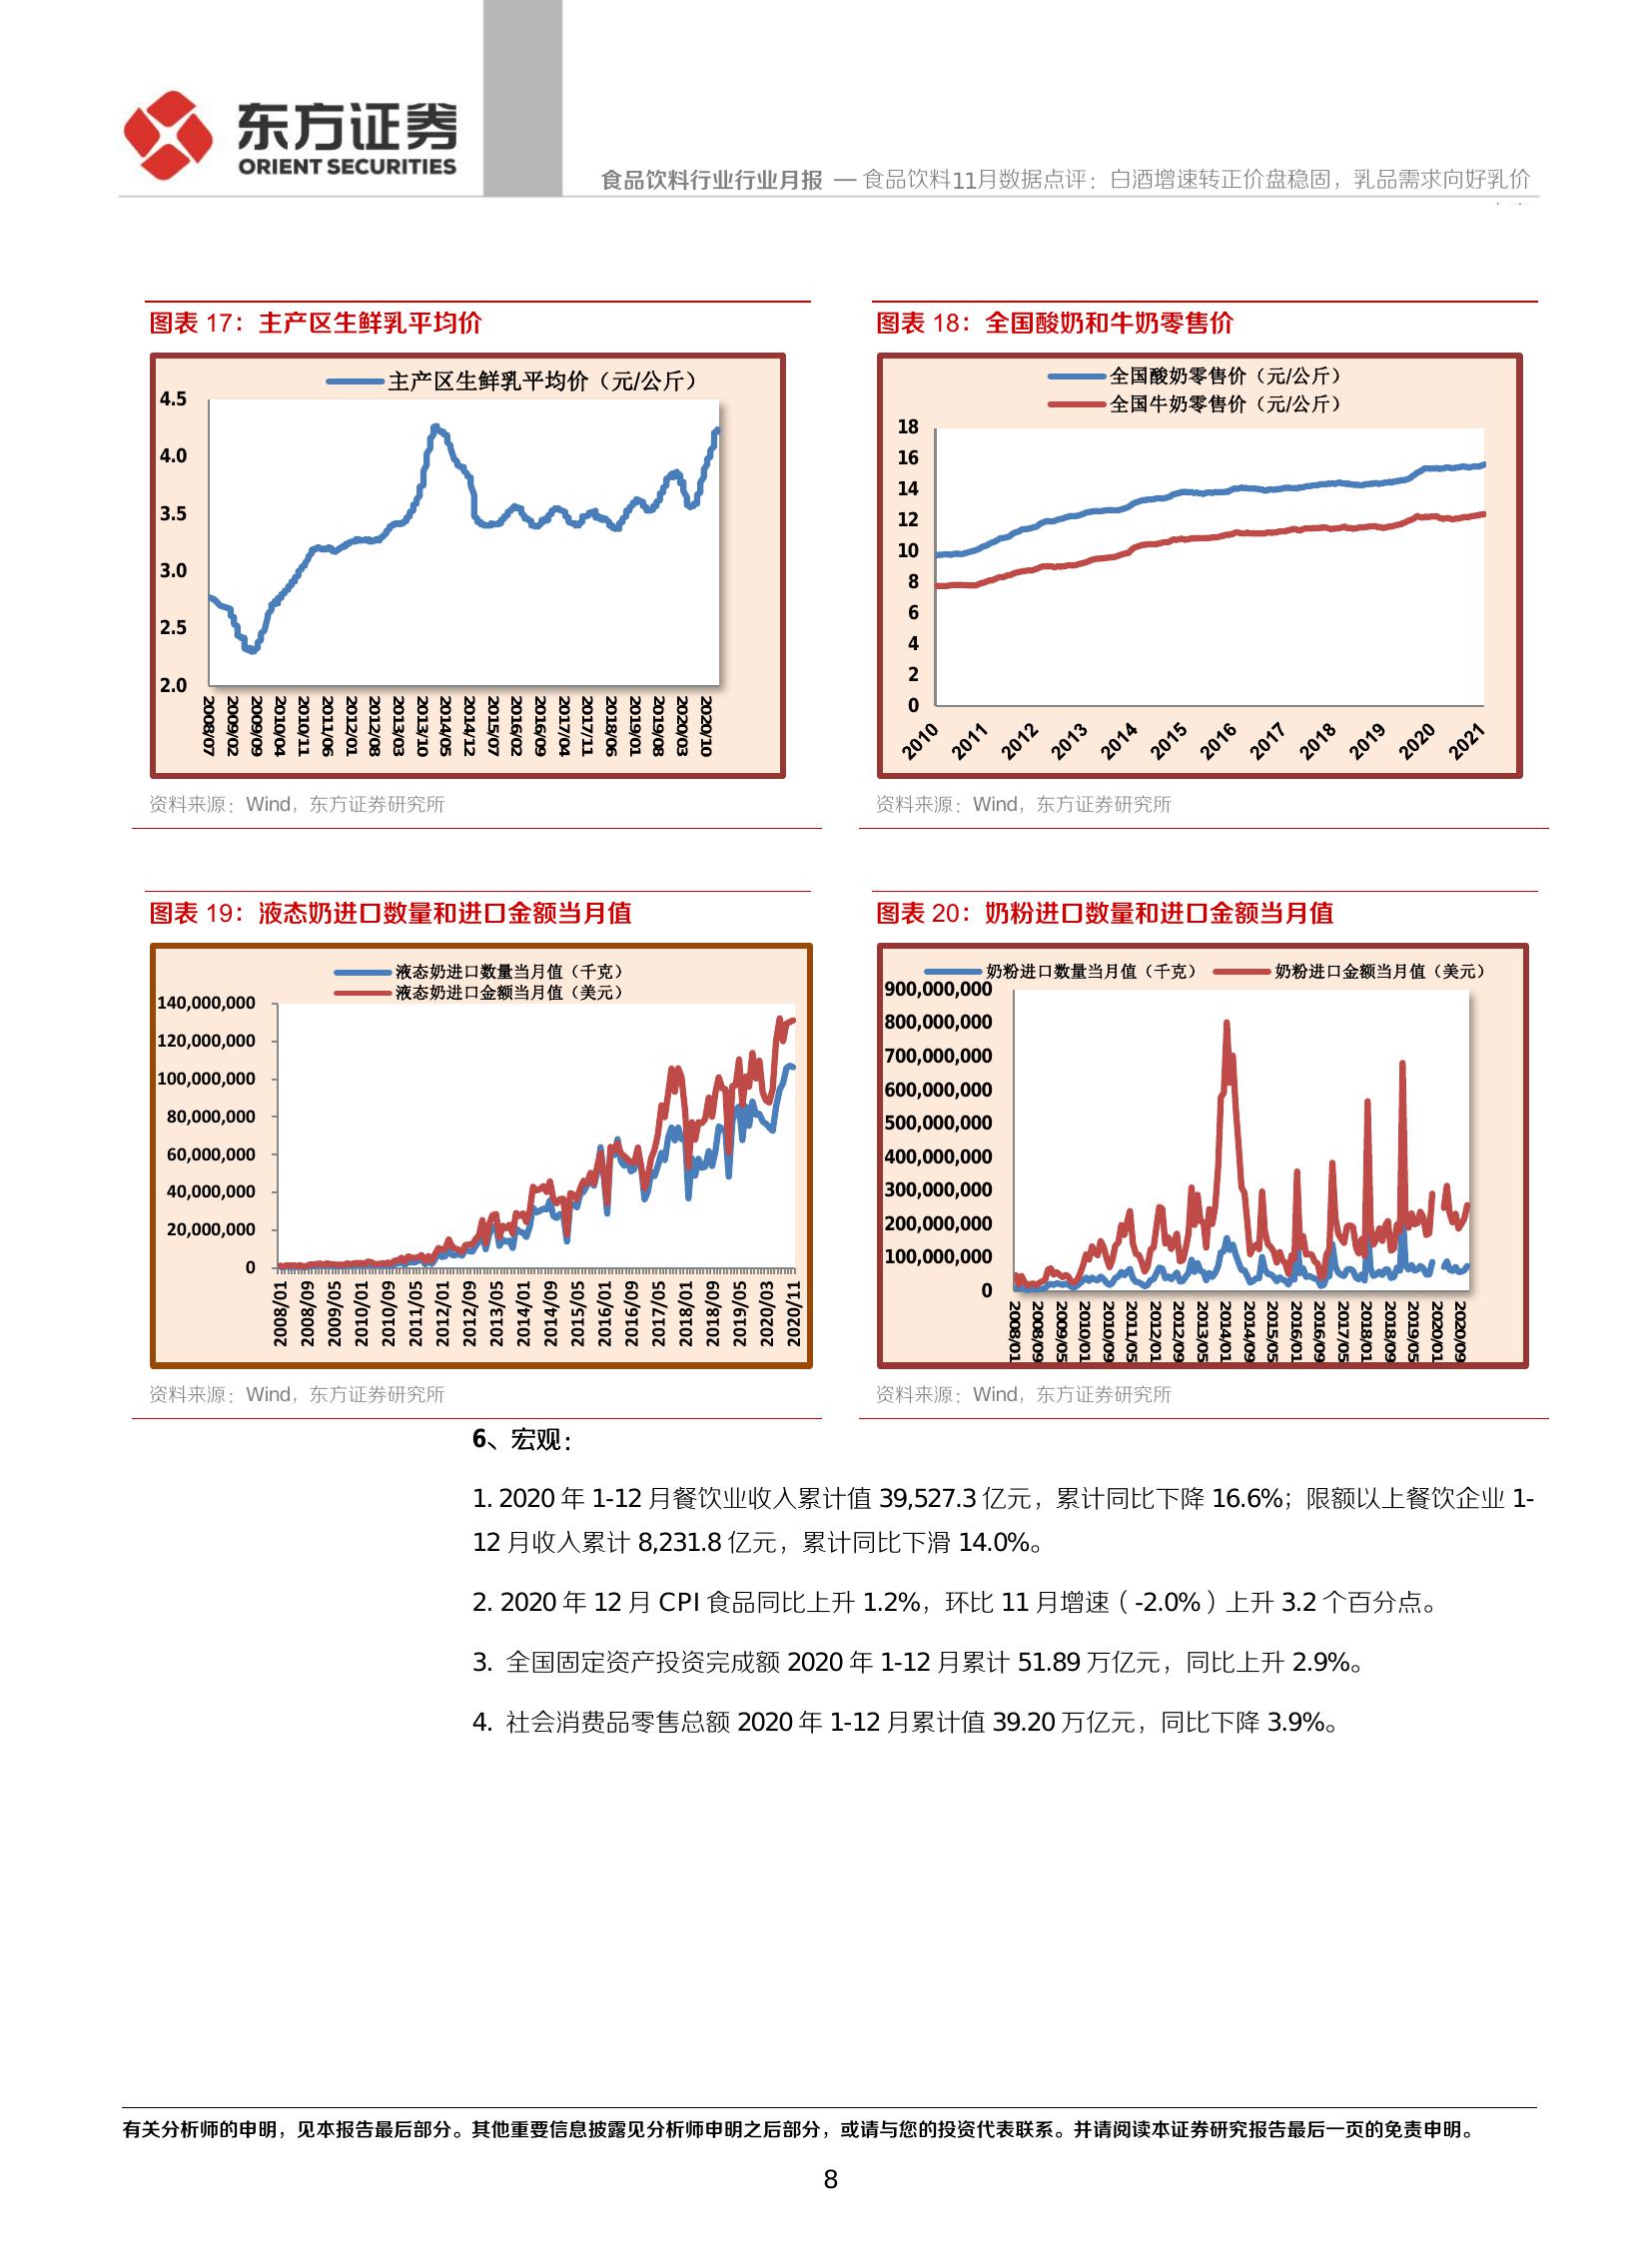 东方证券
ORIENT SECURITIES
食品饮料行业行业月报 — 食品饮料11月数据点评：白酒增速转正价盘稳固，乳品需求向好乳价
图表 17：主产区生鲜乳平均价
主产区生鲜乳平均价（元/公斤）
4.5
4.0
3.5
3.0
2.5
2.0
2008/07 2009/02 2009/09 2010/04 2010/11 2011/06 2012/01 2012/08 2013/03 2013/10 2014/05 2014/12 2015/07 2016/02 2016/09 2017/04 2017/11 2018/06 2019/01 2019/08 2020/03 2020/10
资料来源：Wind，东方证券研究所
图表 18：全国酸奶和牛奶零售价
全国酸奶零售价（元/公斤）
全国牛奶零售价（元/公斤）
18
16
14
12
10
8
6
4
2
0
2010 2011 2012 2013 2014 2015 2016 2017 2018 2019 2020 2021
资料来源：Wind，东方证券研究所
图表 19：液态奶进口数量和进口金额当月值
液态奶进口数量当月值（千克）
液态奶进口金额当月值（美元）
140,000,000
120,000,000
100,000,000
80,000,000
60,000,000
40,000,000
20,000,000
0
2008/01 2008/09 2009/05 2010/01 2010/09 2011/05 2012/01 2012/09 2013/05 2014/01 2014/09 2015/05 2016/01 2016/09 2017/05 2018/01 2018/09 2019/05 2020/03 2020/11
资料来源：Wind，东方证券研究所
图表 20：奶粉进口数量和进口金额当月值
奶粉进口数量当月值（千克） 奶粉进口金额当月值（美元）
900,000,000
800,000,000
700,000,000
600,000,000
500,000,000
400,000,000
300,000,000
200,000,000
100,000,000
0
2008/01 2008/09 2009/05 2010/01 2010/09 2011/05 2012/01 2012/09 2013/05 2014/01 2014/09 2015/05 2016/01 2016/09 2017/05 2018/01 2018/09 2019/05 2020/01 2020/09
资料来源：Wind，东方证券研究所
6、宏观：
1. 2020 年 1-12 月餐饮业收入累计值 39,527.3 亿元，累计同比下降 16.6%；限额以上餐饮企业 1-
12 月收入累计 8,231.8 亿元，累计同比下滑 14.0%。
2. 2020 年 12 月 CPI 食品同比上升 1.2%，环比 11 月增速（-2.0%）上升 3.2 个百分点。
3. 全国固定资产投资完成额 2020 年 1-12 月累计 51.89 万亿元，同比上升 2.9%。
4. 社会消费品零售总额 2020 年 1-12 月累计值 39.20 万亿元，同比下降 3.9%。
有关分析师的申明，见本报告最后部分。其他重要信息披露见分析师申明之后部分，或请与您的投资代表联系。并请阅读本证券研究报告最后一页的免责申明。
8